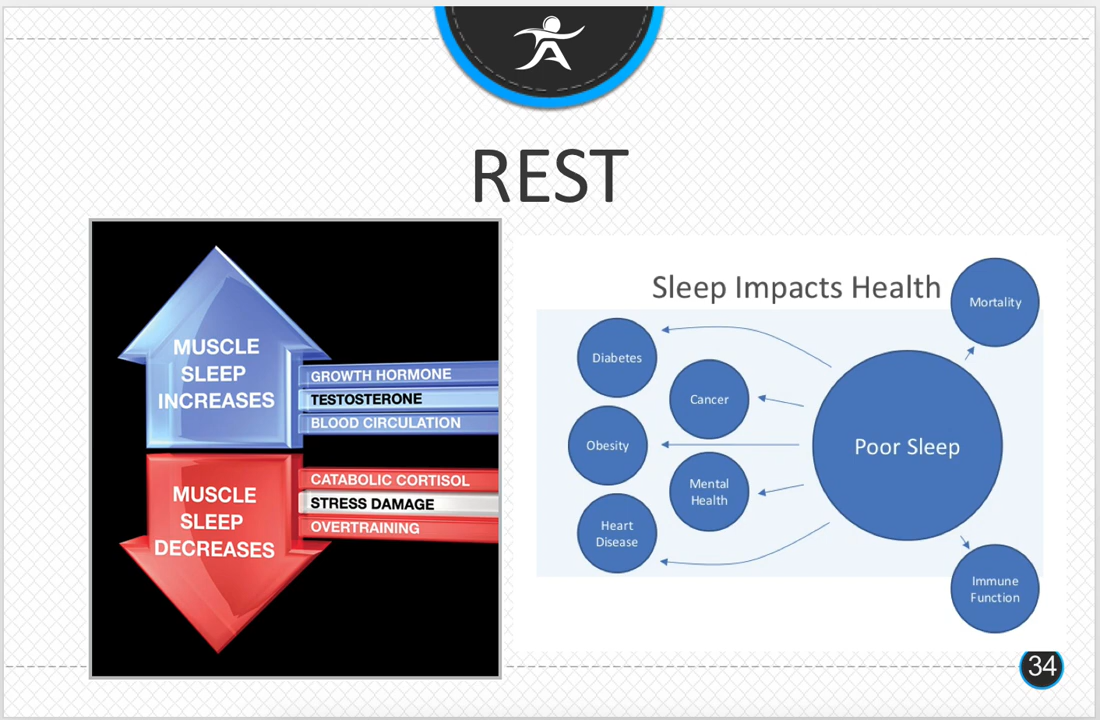 REST
MUSCLE
SLEEP
INCREASES
GROWTH HORMONE
TESTOSTERONE
BLOOD CIRCULATION
MUSCLE
SLEEP
DECREASES
CATABOLIC CORTISOL
STRESS DAMAGE
OVERTRAINING
Sleep Impacts Health
Mortality
Diabetes
Cancer
Obesity
Poor Sleep
Mental
Health
Heart
Disease
Immune
Function
34